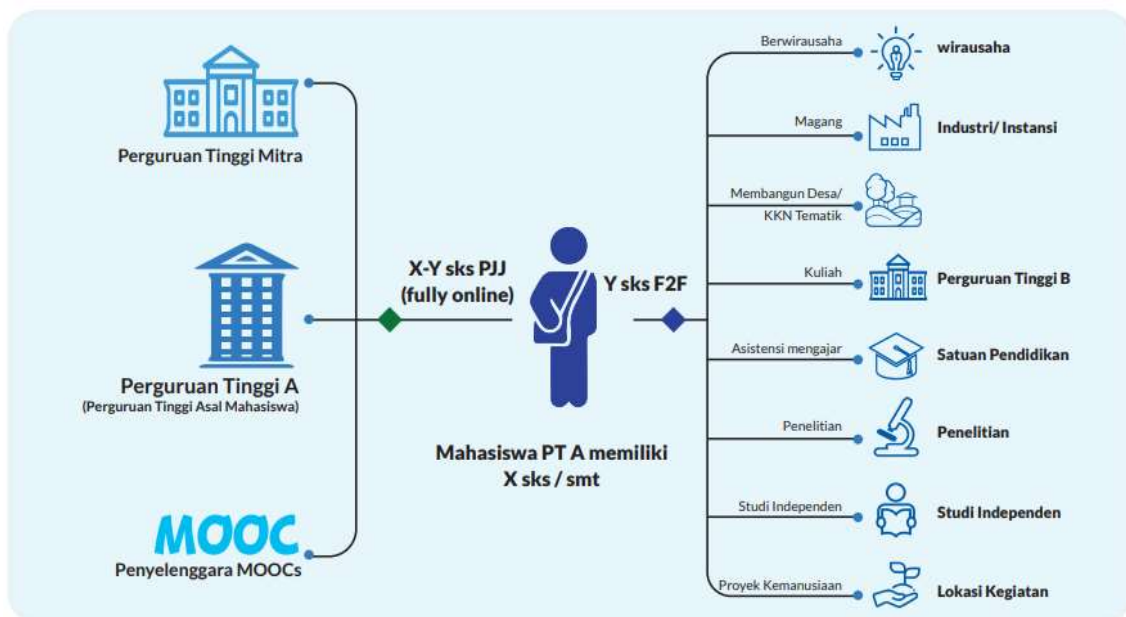 Perguruan Tinggi Mitra
Perguruan Tinggi A
(Perguruan Tinggi Asal Mahasiswa)
MOOC
Penyelenggara MOOCs
X-Y sks PJJ
(fully online)
Y sks F2F
Mahasiswa PT A memiliki
X sks / smt
Berwirausaha
wirausaha
Magang
Industri/ Instansi
Membangun Desa/
KKN Tematik
Kuliah
Perguruan Tinggi B
Asistensi mengajar
Satuan Pendidikan
Penelitian
Penelitian
Studi Independen
Studi Independen
Proyek Kemanusiaan
Lokasi Kegiatan